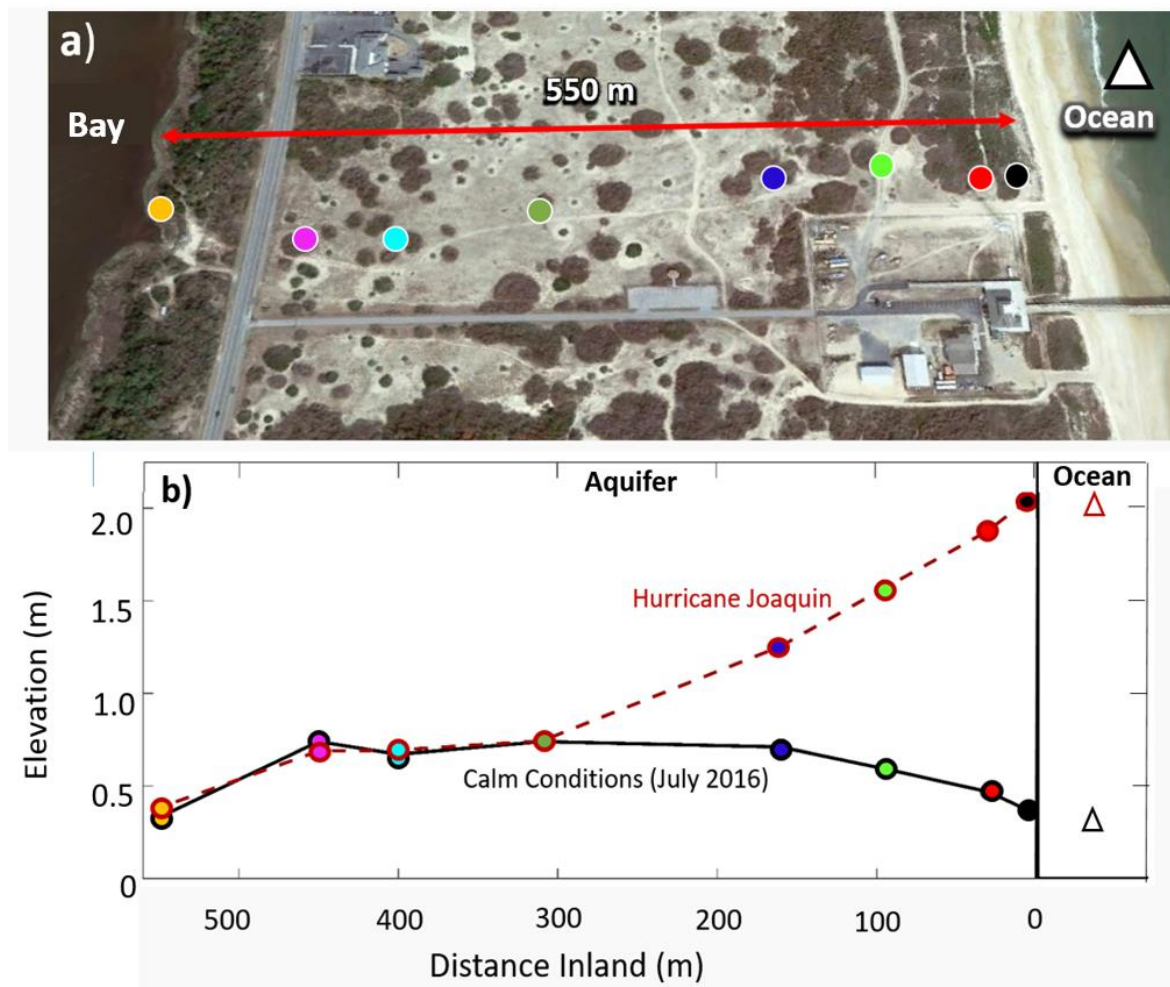 a)
550 m
Bay
Ocean
b)
Aquifer
Ocean
2.0
Hurricane Joaquin
1.5
1.0
Calm Conditions (July 2016)
0.5
0
Elevation (m)
500 400 300 200 100 0
Distance Inland (m)